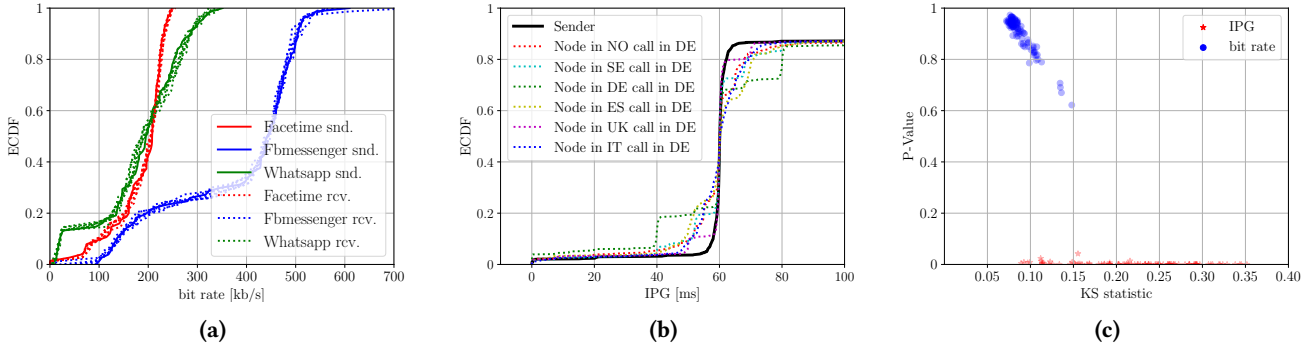 1
0.8
0.6
0.4
0.2
0
ECDF
0 100 200 300 400 500 600 700
bit rate [kb/s]
Facetime snd.
Fbmessenger snd.
Whatsapp snd.
Facetime rcv.
Fbmessenger rcv.
Whatsapp rcv.
(a)
1
0.8
0.6
0.4
0.2
0
ECDF
0 20 40 60 80 100
IPG [ms]
Sender
Node in NO call in DE
Node in SE call in DE
Node in DE call in DE
Node in ES call in DE
Node in UK call in DE
Node in IT call in DE
(b)
1
0.8
0.6
0.4
0.2
0
P-Value
0.05 0.10 0.15 0.20 0.25 0.30 0.35 0.40
KS statistic
IPG
bit rate
(c)